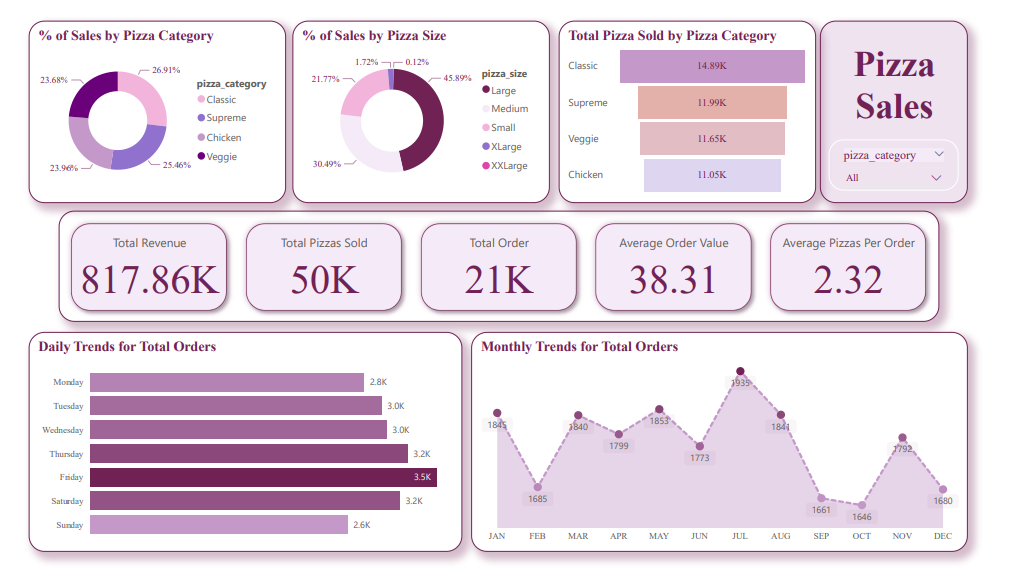 % of Sales by Pizza Category
26.91%
23.68%
23.96%
25.46%
pizza_category
Classic
Supreme
Chicken
Veggie
% of Sales by Pizza Size
1.72%
0.12%
21.77%
45.89%
30.49%
pizza_size
Large
Medium
Small
XLarge
XXLarge
Total Pizza Sold by Pizza Category
Classic
14.89K
Supreme
11.99K
Veggie
11.65K
Chicken
11.05K
Pizza
Sales
pizza_category
All
Total Revenue
817.86K
Total Pizzas Sold
50K
Total Order
21K
Average Order Value
38.31
Average Pizzas Per Order
2.32
Daily Trends for Total Orders
Monday 2.8K
Tuesday 3.0K
Wednesday 3.0K
Thursday 3.2K
Friday 3.5K
Saturday 3.2K
Sunday 2.6K
Monthly Trends for Total Orders
1845
1685
1840
1799
1853
1773
1935
1841
1661
1646
1792
1680
JAN FEB MAR APR MAY JUN JUL AUG SEP OCT NOV DEC